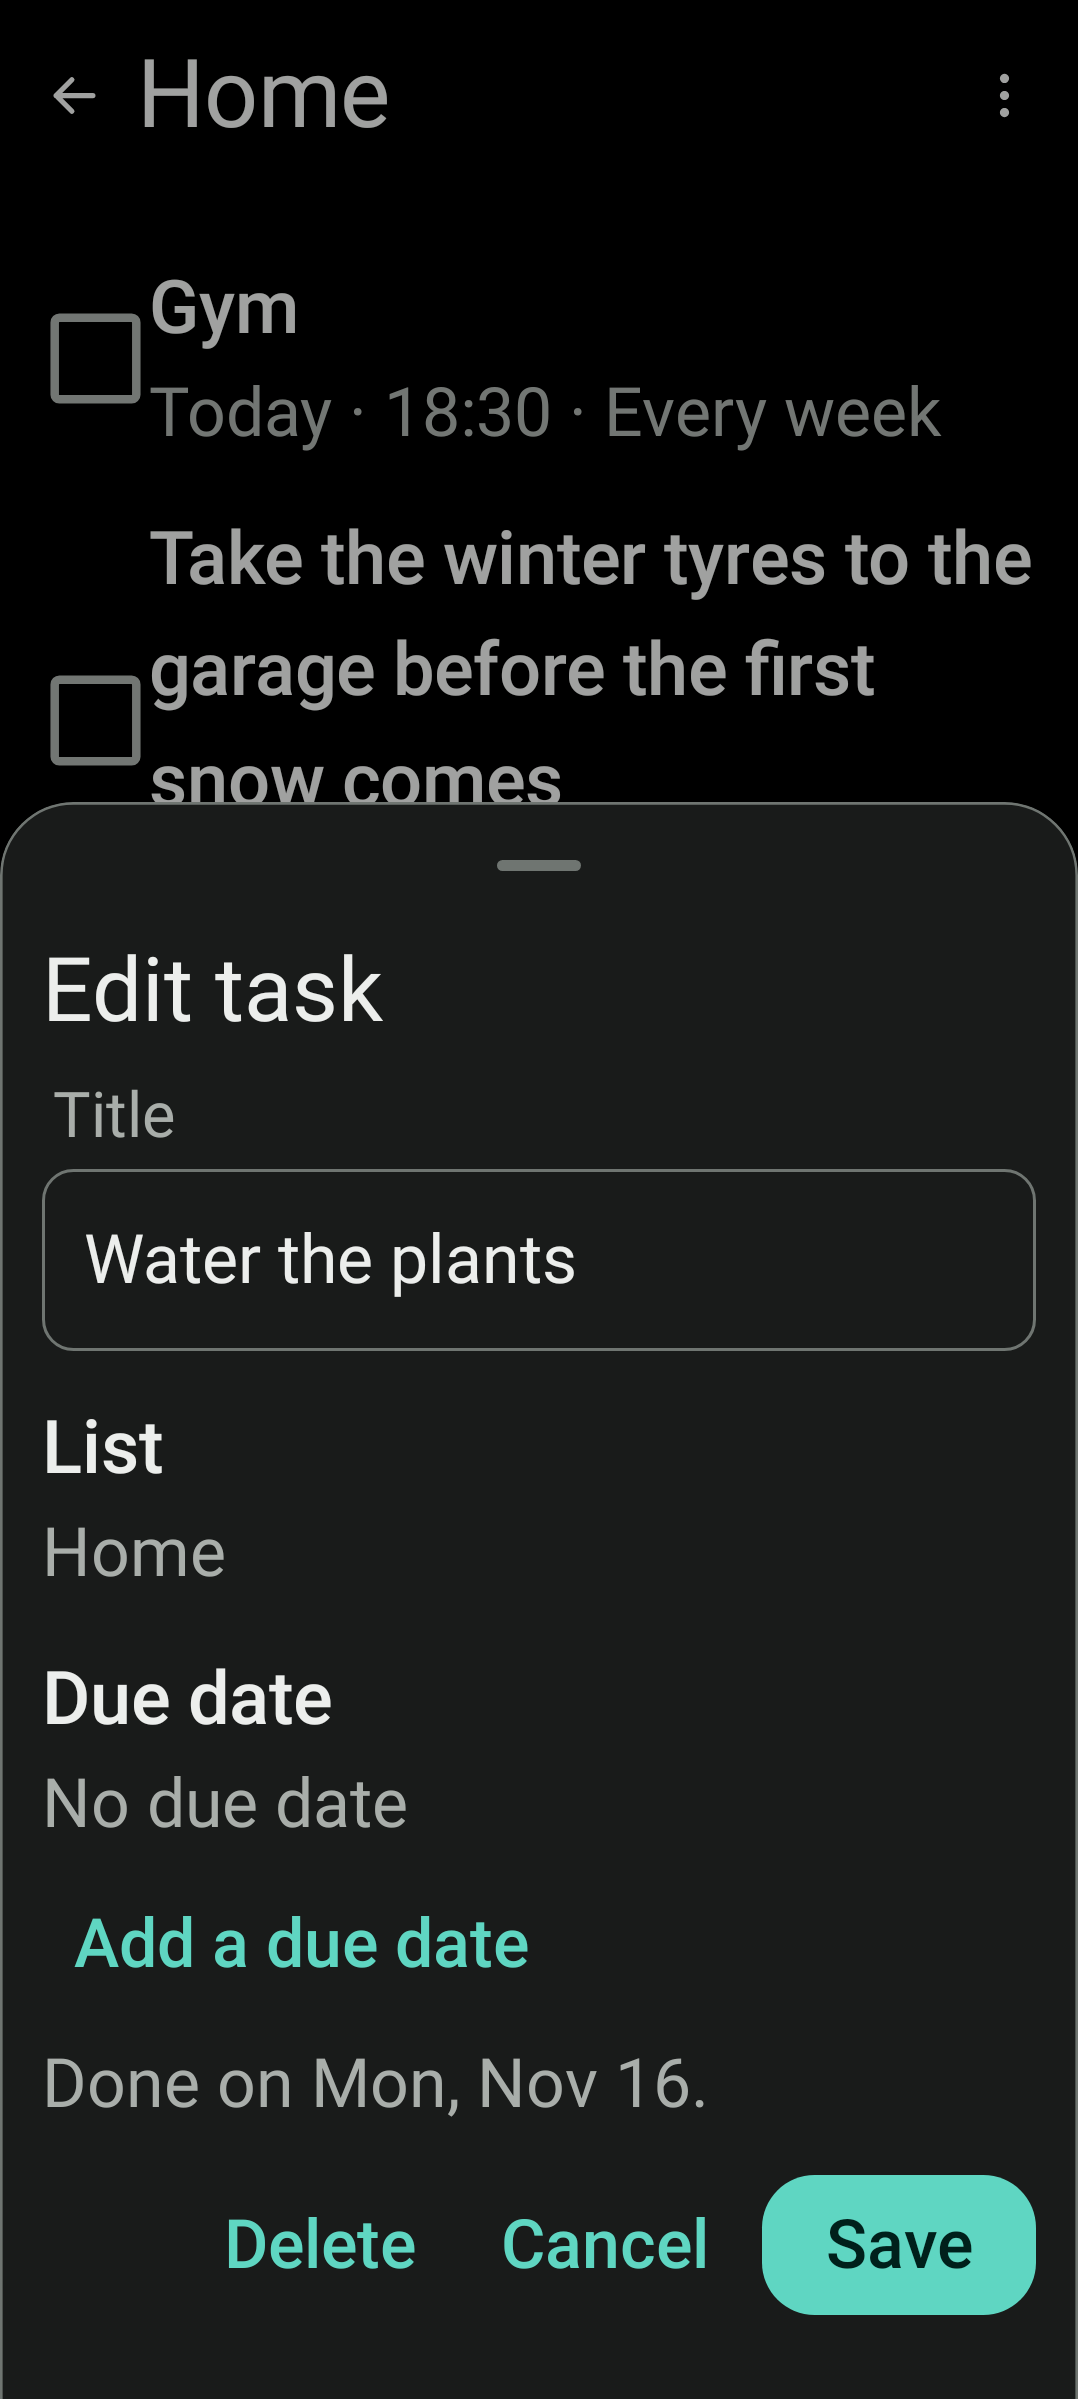 Home
Gym
Today · 18:30 · Every week
Take the winter tyres to the
garage before the first
snow comes
Edit task
Title
Water the plants
List
Home
Due date
No due date
Add a due date
Done on Mon, Nov 16.
Delete Cancel Save